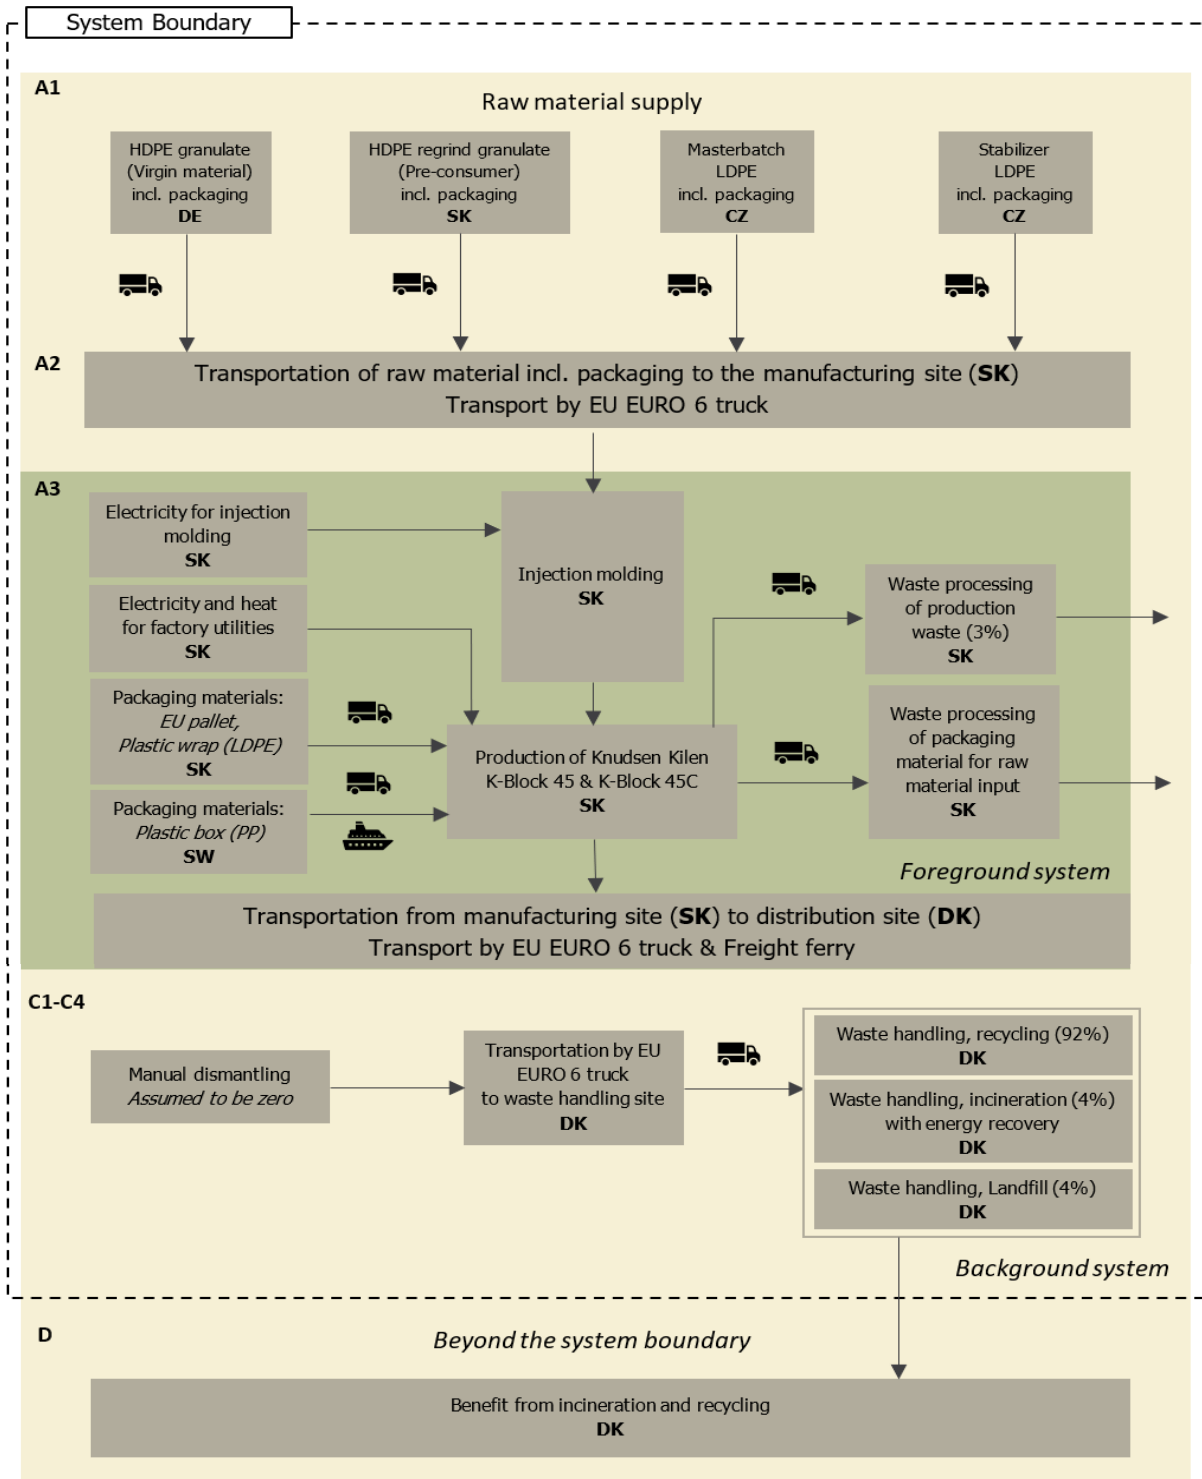 System Boundary
A1
Raw material supply
HDPE granulate
(Virgin material)
incl. packaging
DE
HDPE regrind granulate
(Pre-consumer)
incl. packaging
SK
Masterbatch
LDPE
incl. packaging
CZ
Stabilizer
LDPE
incl. packaging
CZ
A2
Transportation of raw material incl. packaging to the manufacturing site (SK)
Transport by EU EURO 6 truck
A3
Electricity for injection
molding
SK
Injection molding
SK
Electricity and heat
for factory utilities
SK
Waste processing
of production
waste (3%)
SK
Packaging materials:
EU pallet,
Plastic wrap (LDPE)
SK
Production of Knudsen Kilen
K-Block 45 & K-Block 45C
SK
Waste processing
of packaging
material for raw
material input
SK
Packaging materials:
Plastic box (PP)
SW
Foreground system
Transportation from manufacturing site (SK) to distribution site (DK)
Transport by EU EURO 6 truck & Freight ferry
C1-C4
Manual dismantling
Assumed to be zero
Transportation by EU
EURO 6 truck
to waste handling site
DK
Waste handling, recycling (92%)
DK
Waste handling, incineration (4%)
with energy recovery
DK
Waste handling, Landfill (4%)
DK
Background system
D
Beyond the system boundary
Benefit from incineration and recycling
DK